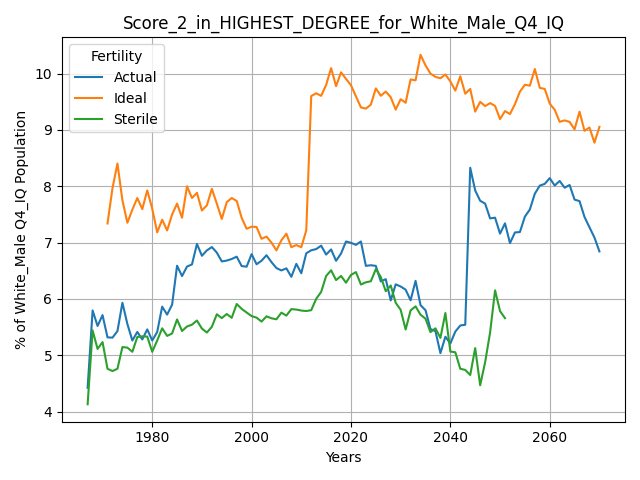 Score_2_in_HIGHEST_DEGREE_for_White_Male_Q4_IQ
Fertility
Actual
Ideal
Sterile
% of White_Male Q4_IQ Population
10
9
8
7
6
5
4
1980
2000
2020
2040
2060
Years